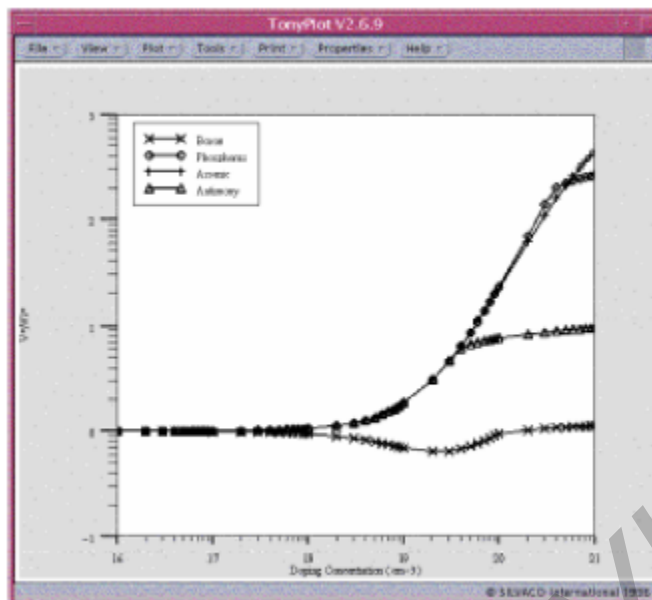 TonyPlot V2.6.9
File View Plot Tools Print Properties Help
3
Boron
Phosphorus
Arsenic
Antimony
2
1
0
-1
16 17 18 19 20 21
Doping Concentration (cm-3)
© SILVACO International 1996